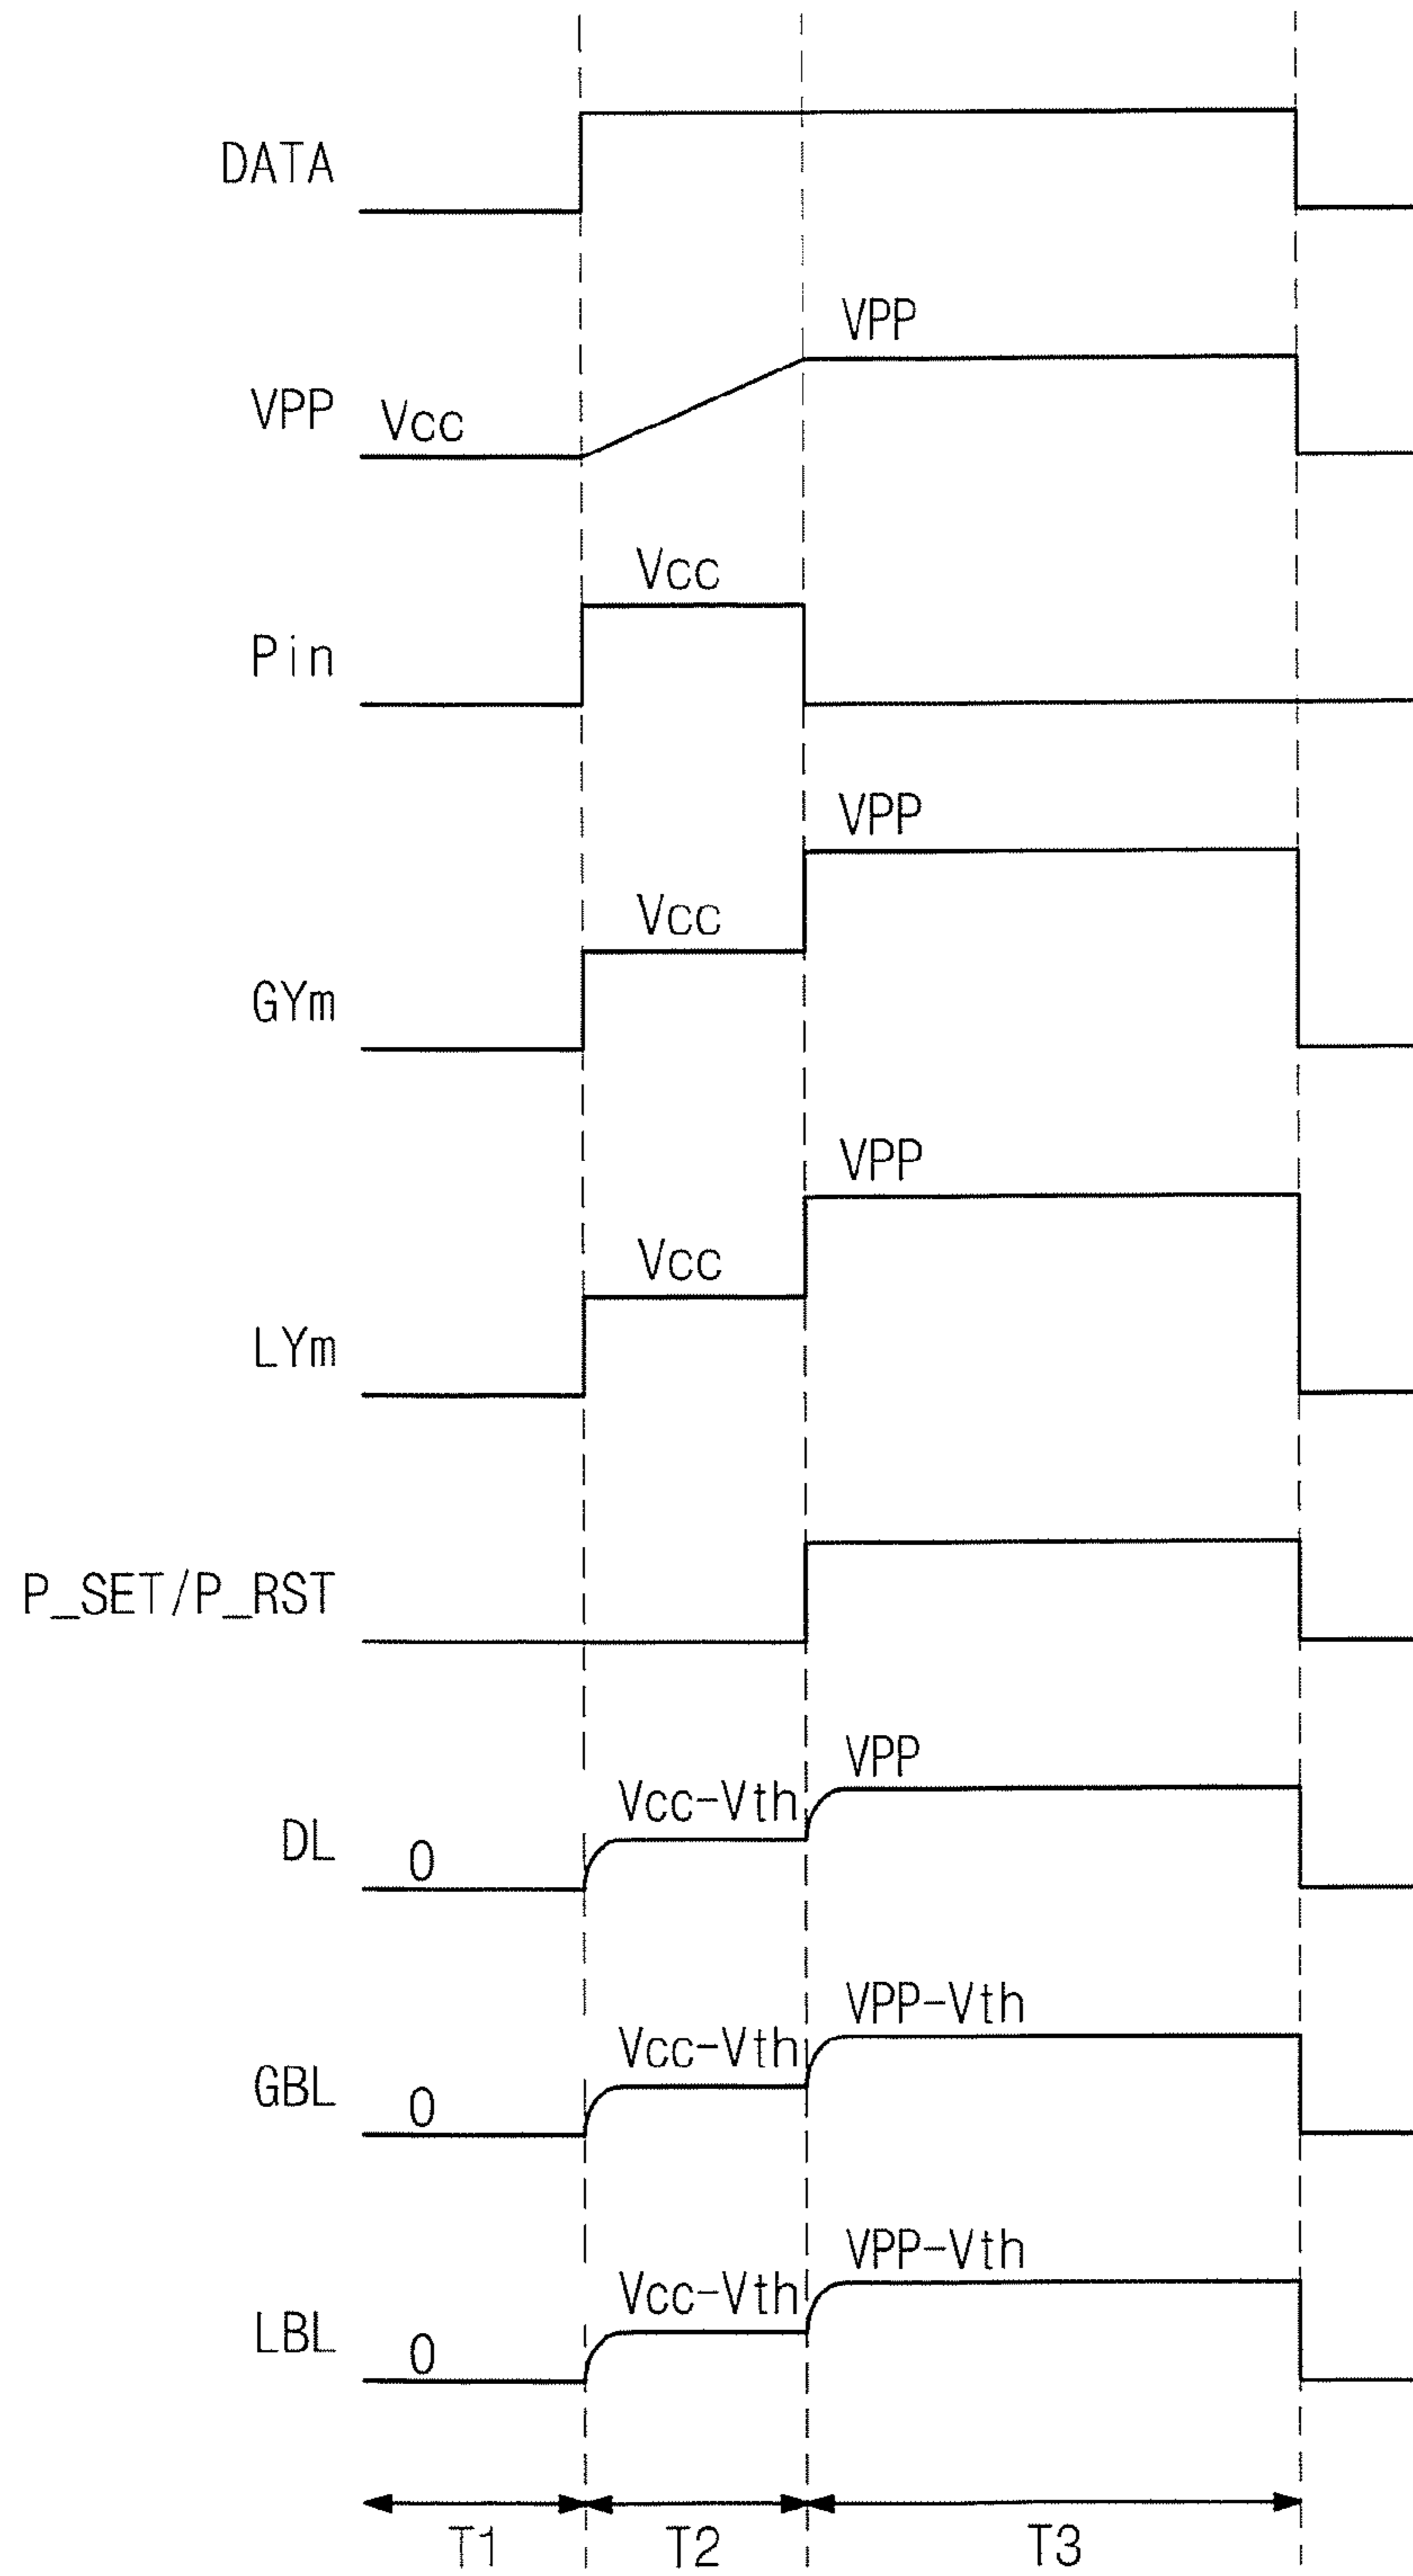 DATA
VPP
VPP Vcc
Vcc
Pin
VPP
Vcc
GYm
VPP
Vcc
LYm
P_SET/P_RST
VPP
Vcc-Vth
DL 0
VPP-Vth
Vcc-Vth
GBL 0
VPP-Vth
Vcc-Vth
LBL 0
T1 T2 T3